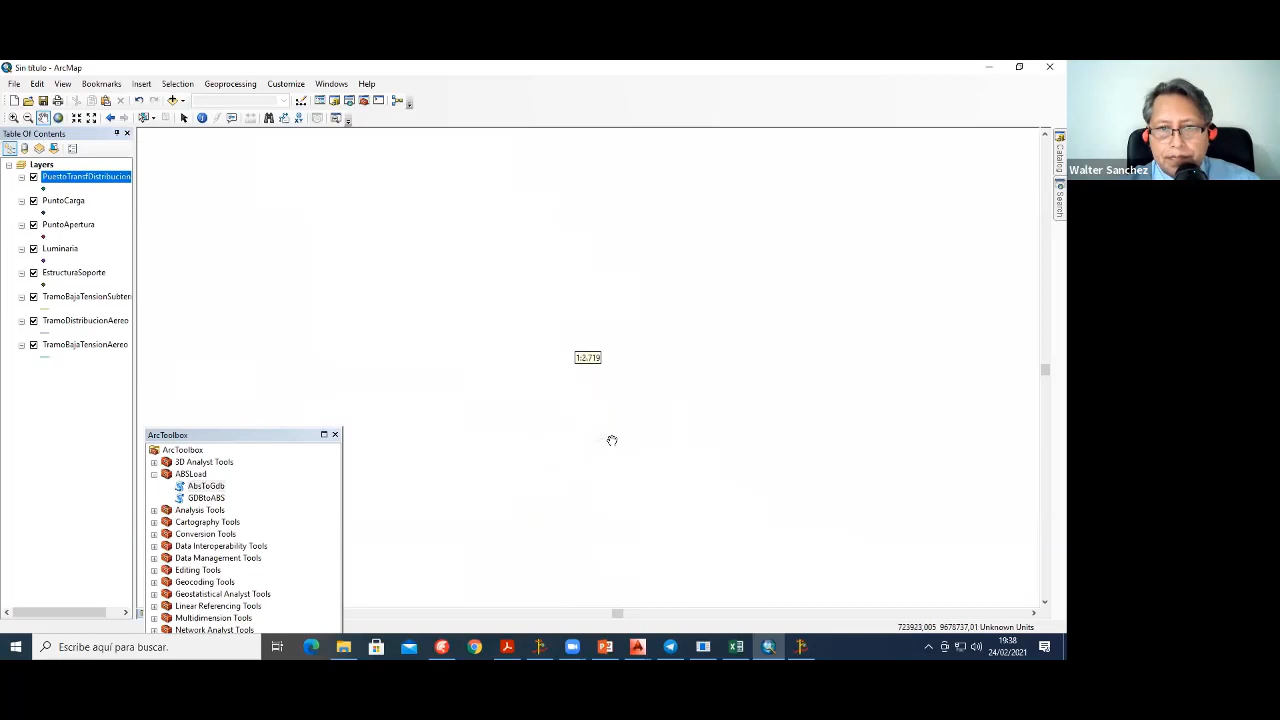 Sin título - ArcMap
File Edit View Bookmarks Insert Selection Geoprocessing Customize Windows Help
Table Of Contents
Layers
PuestoTransfDistribucion
PuntoCarga
PuntoApertura
Luminaria
EstructuraSoporte
TramoBajaTensionSubter
TramoDistribucionAereo
TramoBajaTensionAereo
1:2.719
ArcToolbox
ArcToolbox
3D Analyst Tools
ABSLoad
AbsToGdb
GDBtoABS
Analysis Tools
Cartography Tools
Conversion Tools
Data Interoperability Tools
Data Management Tools
Editing Tools
Geocoding Tools
Geostatistical Analyst Tools
Linear Referencing Tools
Multidimension Tools
Network Analyst Tools
Catalog
Search
Walter Sanchez
723923,005 9678737,01 Unknown Units
Escribe aquí para buscar.
19:38
24/02/2021